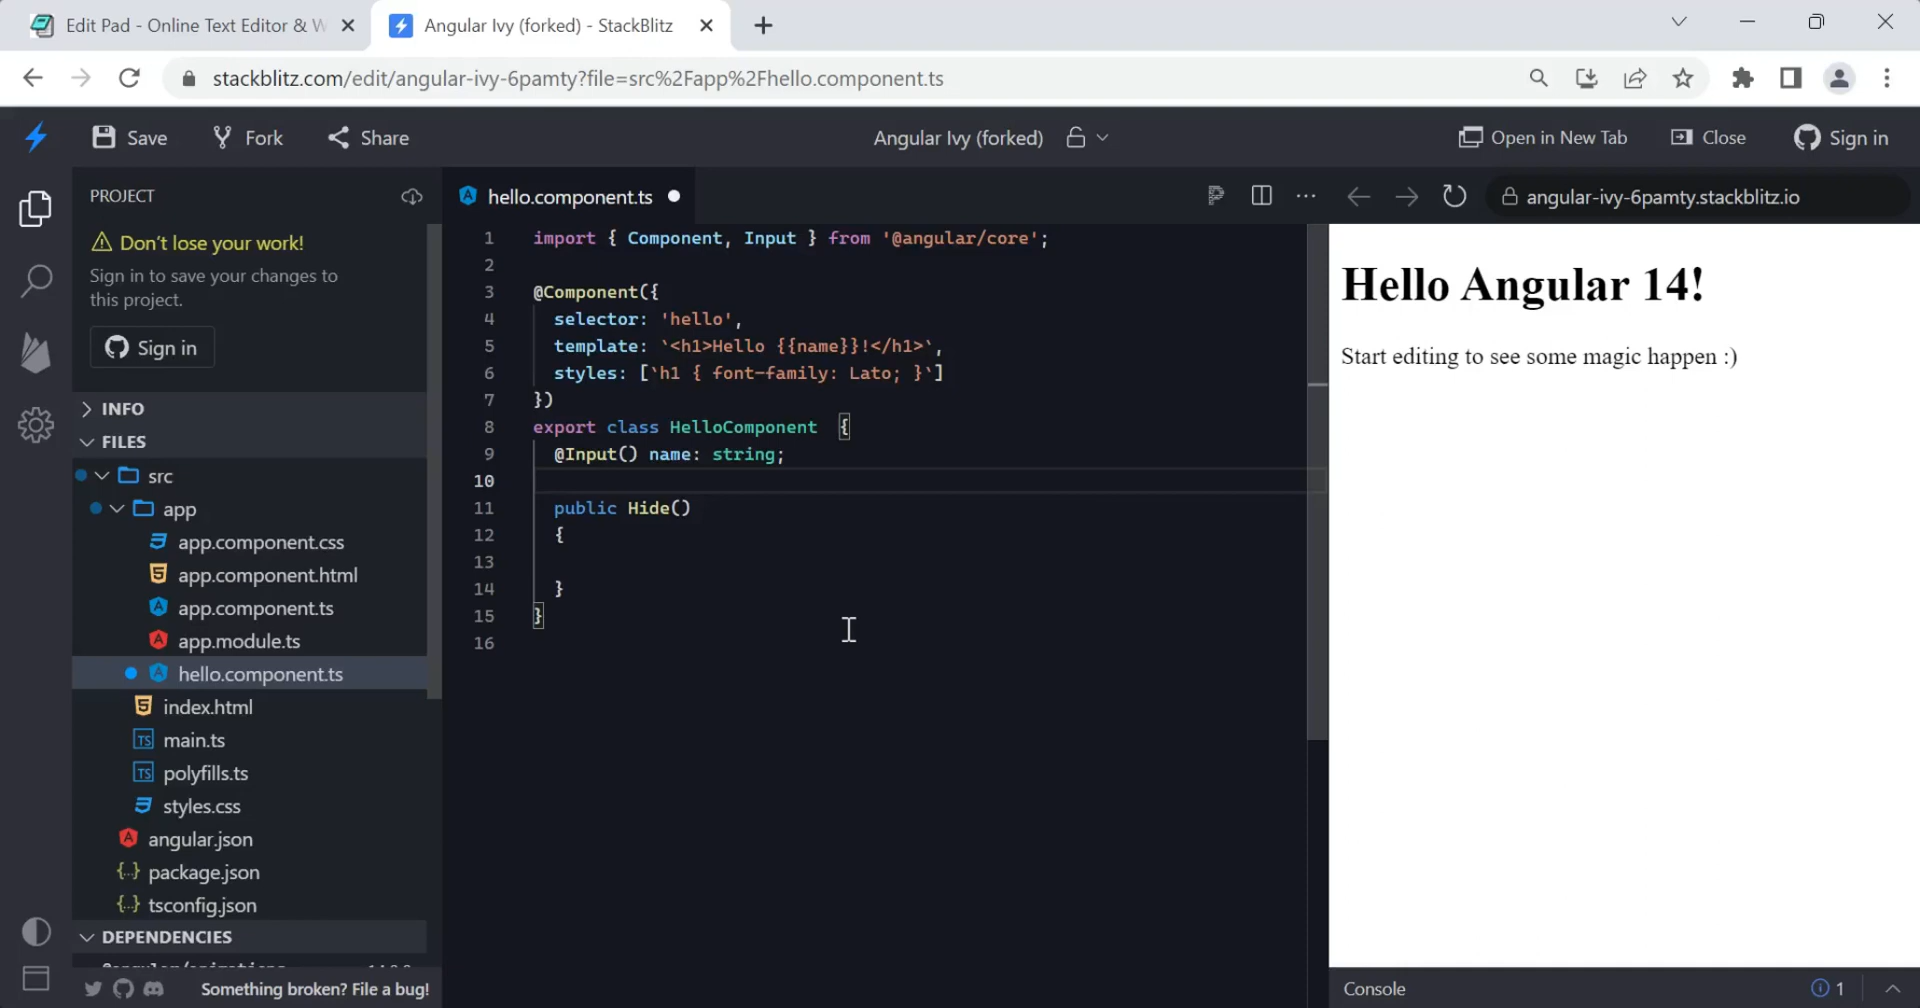 Edit Pad - Online Text Editor & W
Angular Ivy (forked) - StackBlitz
stackblitz.com/edit/angular-ivy-6pamty?file=src%2Fapp%2Fhello.component.ts
Save
Fork
Share
Angular Ivy (forked)
Open in New Tab
Close
Sign in
PROJECT
Don't lose your work!
Sign in to save your changes to
this project.
Sign in
INFO
FILES
src
app
app.component.css
app.component.html
app.component.ts
app.module.ts
hello.component.ts
index.html
main.ts
polyfills.ts
styles.css
angular.json
package.json
tsconfig.json
DEPENDENCIES
Something broken? File a bug!
hello.component.ts
1 import { Component, Input } from '@angular/core';
2
3 @Component({
4 selector: 'hello',
5 template: `<h1>Hello {{name}}!</h1>`,
6 styles: [`h1 { font-family: Lato; }`]
7 })
8 export class HelloComponent {
9 @Input() name: string;
10
11 public Hide()
12 {
13
14 }
15 }
16
angular-ivy-6pamty.stackblitz.io
Hello Angular 14!
Start editing to see some magic happen :)
Console
1